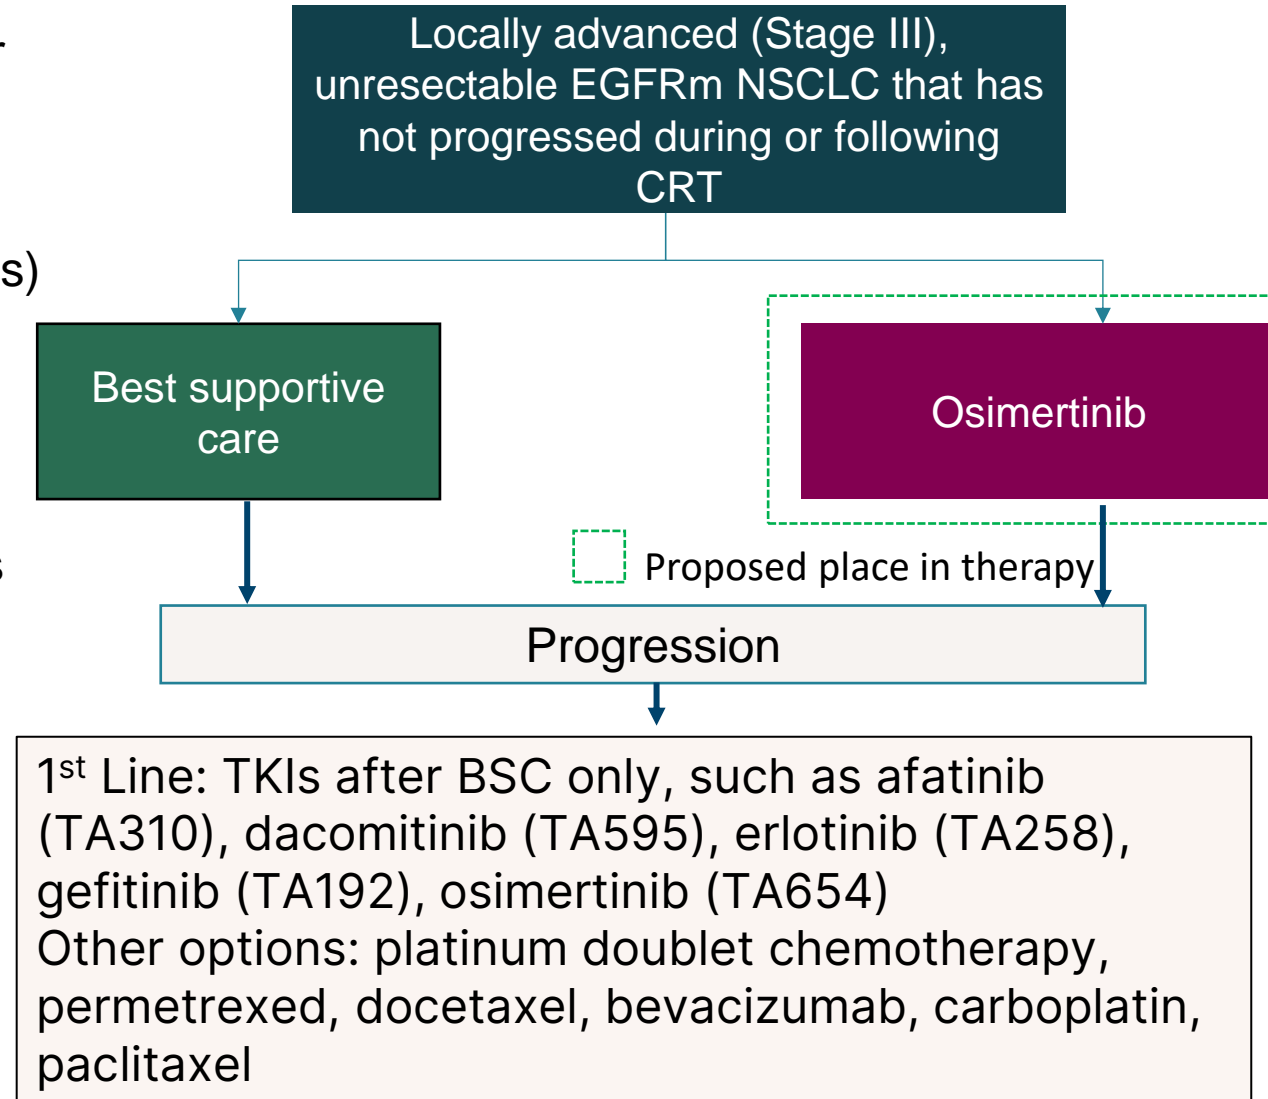 Locally advanced (Stage III),
unresectable EGFRm NSCLC that has
not progressed during or following
CRT
s)
Best supportive
care
Osimertinib
s
Proposed place in therapy
Progression
1st Line: TKIs after BSC only, such as afatinib
(TA310), dacomitinib (TA595), erlotinib (TA258),
gefitinib (TA192), osimertinib (TA654)
Other options: platinum doublet chemotherapy,
permetrexed, docetaxel, bevacizumab, carboplatin,
paclitaxel